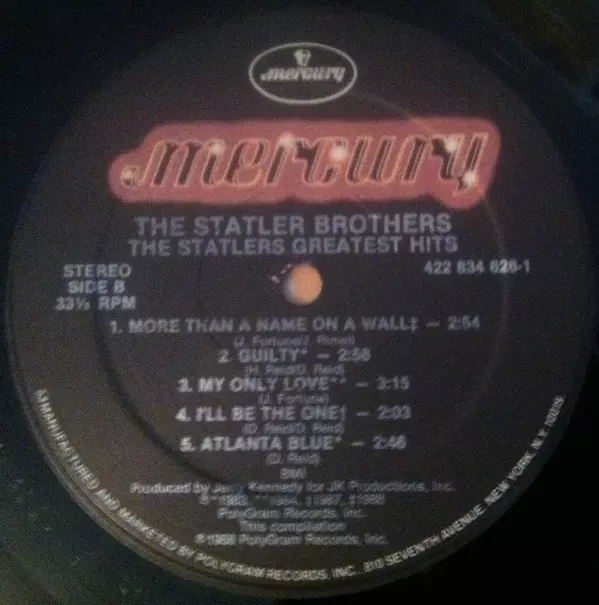 mercury
mercury
THE STATLER BROTHERS
THE STATLERS GREATEST HITS
STEREO
SIDE B
33⅓ RPM
422 834 626-1
1. MORE THAN A NAME ON A WALL‡ – 2:54
(J. Fortune/J. Rimel)
2. GUILTY* – 2:58
(H. Reid/D. Reid)
3. MY ONLY LOVE** – 3:15
(J. Fortune)
4. I'LL BE THE ONE† – 2:03
(D. Reid/D. Reid)
5. ATLANTA BLUE* – 2:48
(D. Reid)
BMI
Produced by Jerry Kennedy for JK Productions, Inc.
PolyGram Records, Inc.
This compilation
℗1988 PolyGram Records, Inc.
MANUFACTURED AND MARKETED BY POLYGRAM RECORDS, INC., 810 SEVENTH AVENUE, NEW YORK, N.Y. 10019